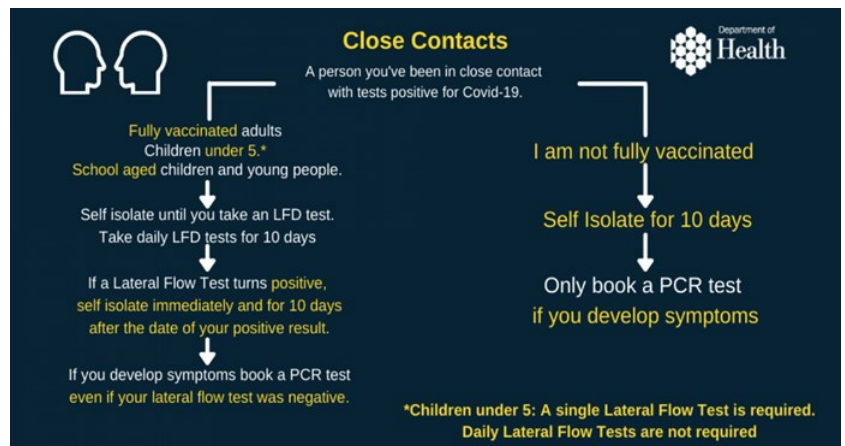 Close Contacts
Department of
Health
A person you've been in close contact
with tests positive for Covid-19.
Fully vaccinated adults
Children under 5.*
School aged children and young people.
Self isolate until you take an LFD test.
Take daily LFD tests for 10 days
If a Lateral Flow Test turns positive,
self isolate immediately and for 10 days
after the date of your positive result.
If you develop symptoms book a PCR test
even if your lateral flow test was negative.
I am not fully vaccinated
Self Isolate for 10 days
Only book a PCR test
if you develop symptoms
*Children under 5: A single Lateral Flow Test is required.
Daily Lateral Flow Tests are not required